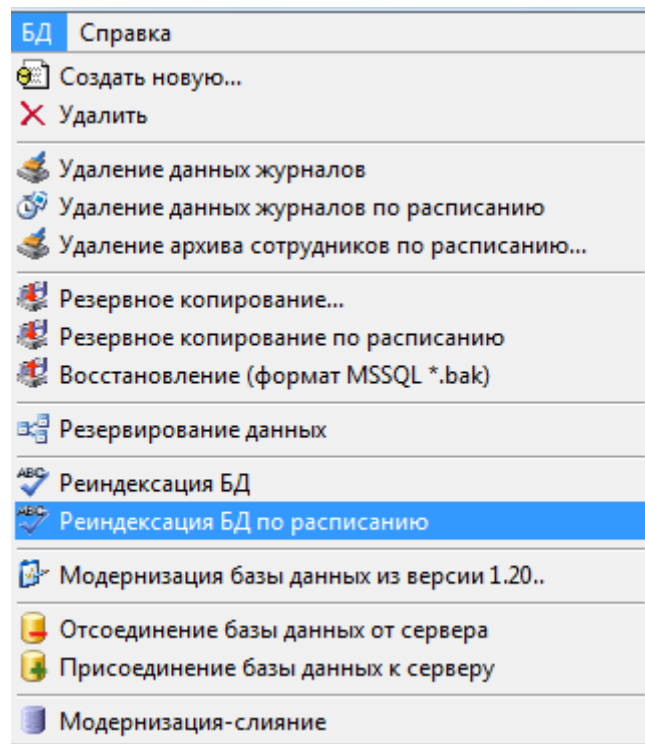 БД Справка
Создать новую...
Удалить
Удаление данных журналов
Удаление данных журналов по расписанию
Удаление архива сотрудников по расписанию...
Резервное копирование...
Резервное копирование по расписанию
Восстановление (формат MSSQL *.bak)
Резервирование данных
ABC Реиндексация БД
ABC Реиндексация БД по расписанию
Модернизация базы данных из версии 1.20..
Отсоединение базы данных от сервера
Присоединение базы данных к серверу
Модернизация-слияние